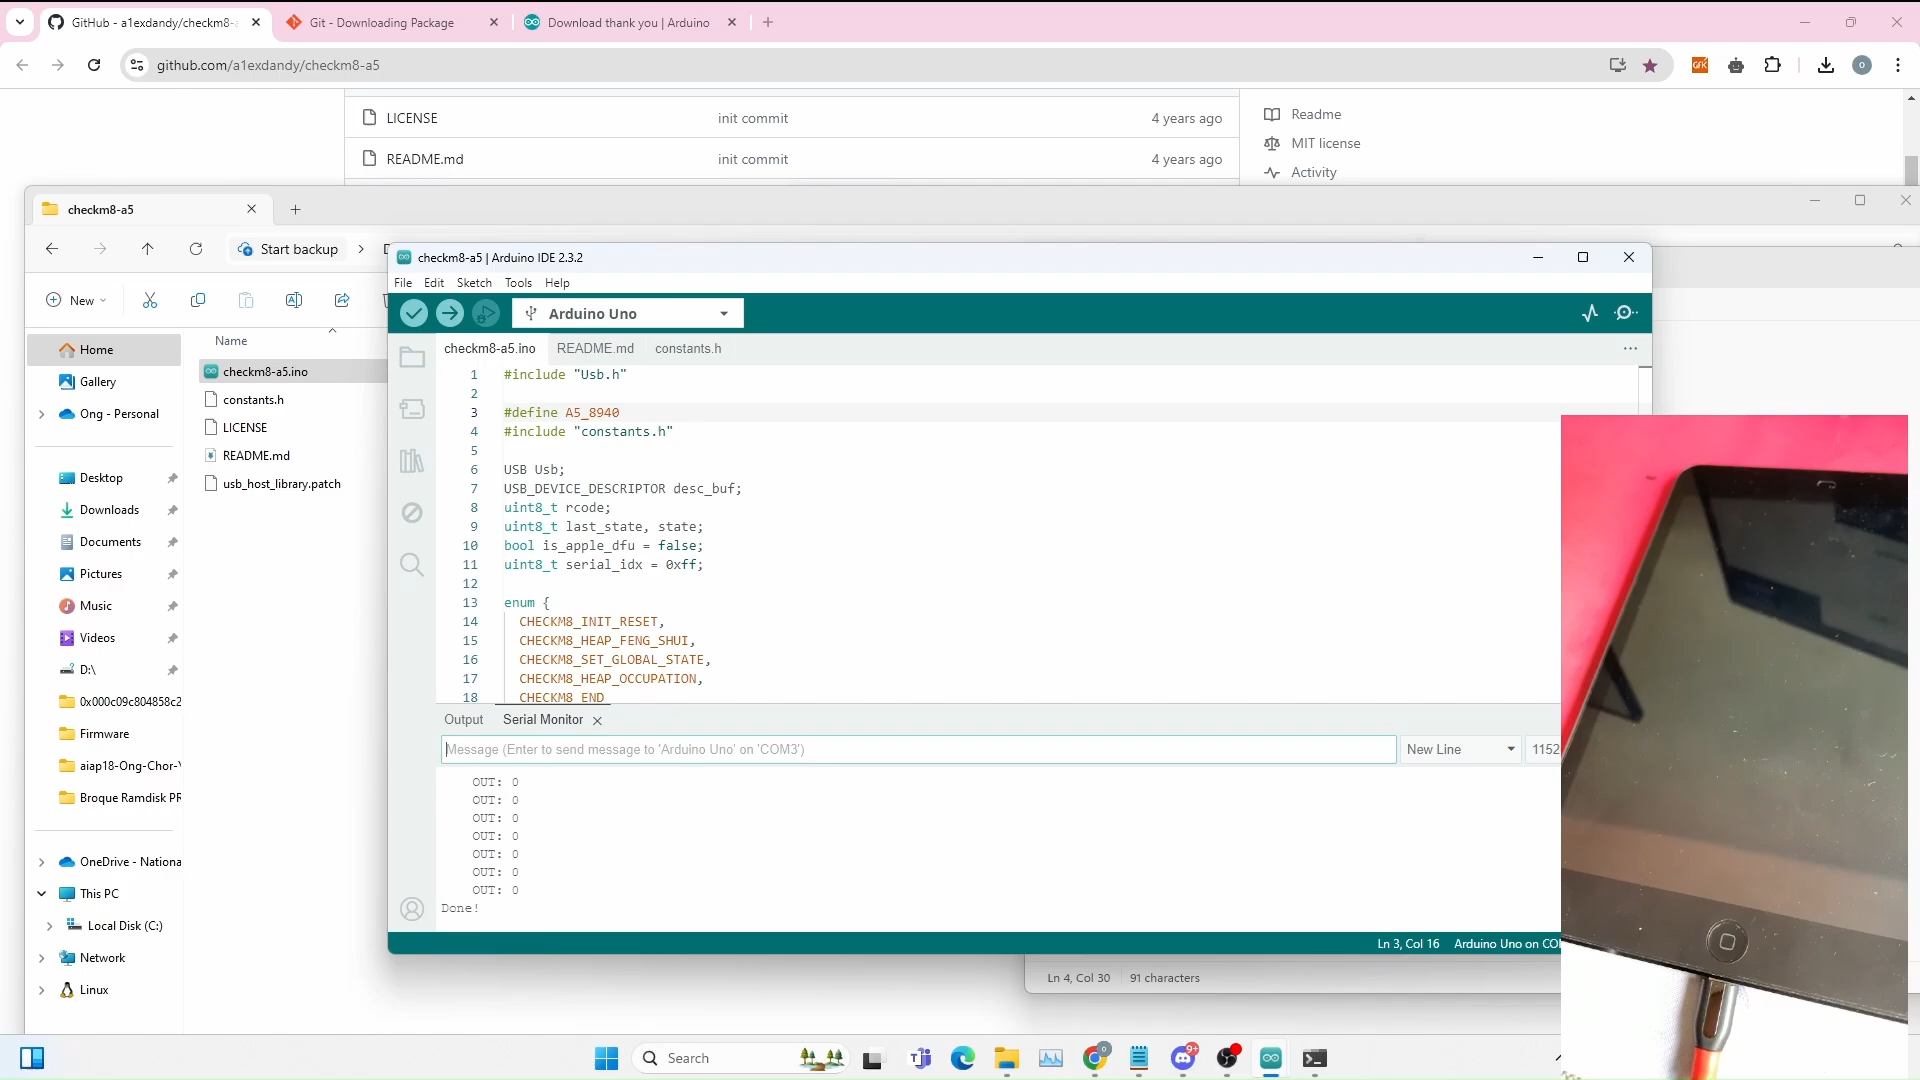 GitHub - a1exdandy/checkm8-
Git - Downloading Package
Download thank you | Arduino
github.com/a1exdandy/checkm8-a5
GfK
O
LICENSE
init commit
4 years ago
README.md
init commit
4 years ago
Readme
MIT license
Activity
checkm8-a5
Start backup
New
Name
Home
Gallery
Ong - Personal
Desktop
Downloads
Documents
Pictures
Music
Videos
D:\
0x000c09c804858c2
Firmware
aiap18-Ong-Chor-Y
Broque Ramdisk PR
OneDrive - Nationa
This PC
Local Disk (C:)
Network
Linux
checkm8-a5.ino
constants.h
LICENSE
README.md
usb_host_library.patch
checkm8-a5 | Arduino IDE 2.3.2
File Edit Sketch Tools Help
Arduino Uno
checkm8-a5.ino README.md constants.h
1 #include "Usb.h"
2
3 #define A5_8940
4 #include "constants.h"
5
6 USB Usb;
7 USB_DEVICE_DESCRIPTOR desc_buf;
8 uint8_t rcode;
9 uint8_t last_state, state;
10 bool is_apple_dfu = false;
11 uint8_t serial_idx = 0xff;
12
13 enum {
14 CHECKM8_INIT_RESET,
15 CHECKM8_HEAP_FENG_SHUI,
16 CHECKM8_SET_GLOBAL_STATE,
17 CHECKM8_HEAP_OCCUPATION,
18 CHECKM8_END
Output Serial Monitor
Message (Enter to send message to 'Arduino Uno' on 'COM3')
New Line
1152
OUT: 0
OUT: 0
OUT: 0
OUT: 0
OUT: 0
OUT: 0
OUT: 0
Done!
Ln 3, Col 16 Arduino Uno on CO
Ln 4, Col 30 91 characters
Search
9+